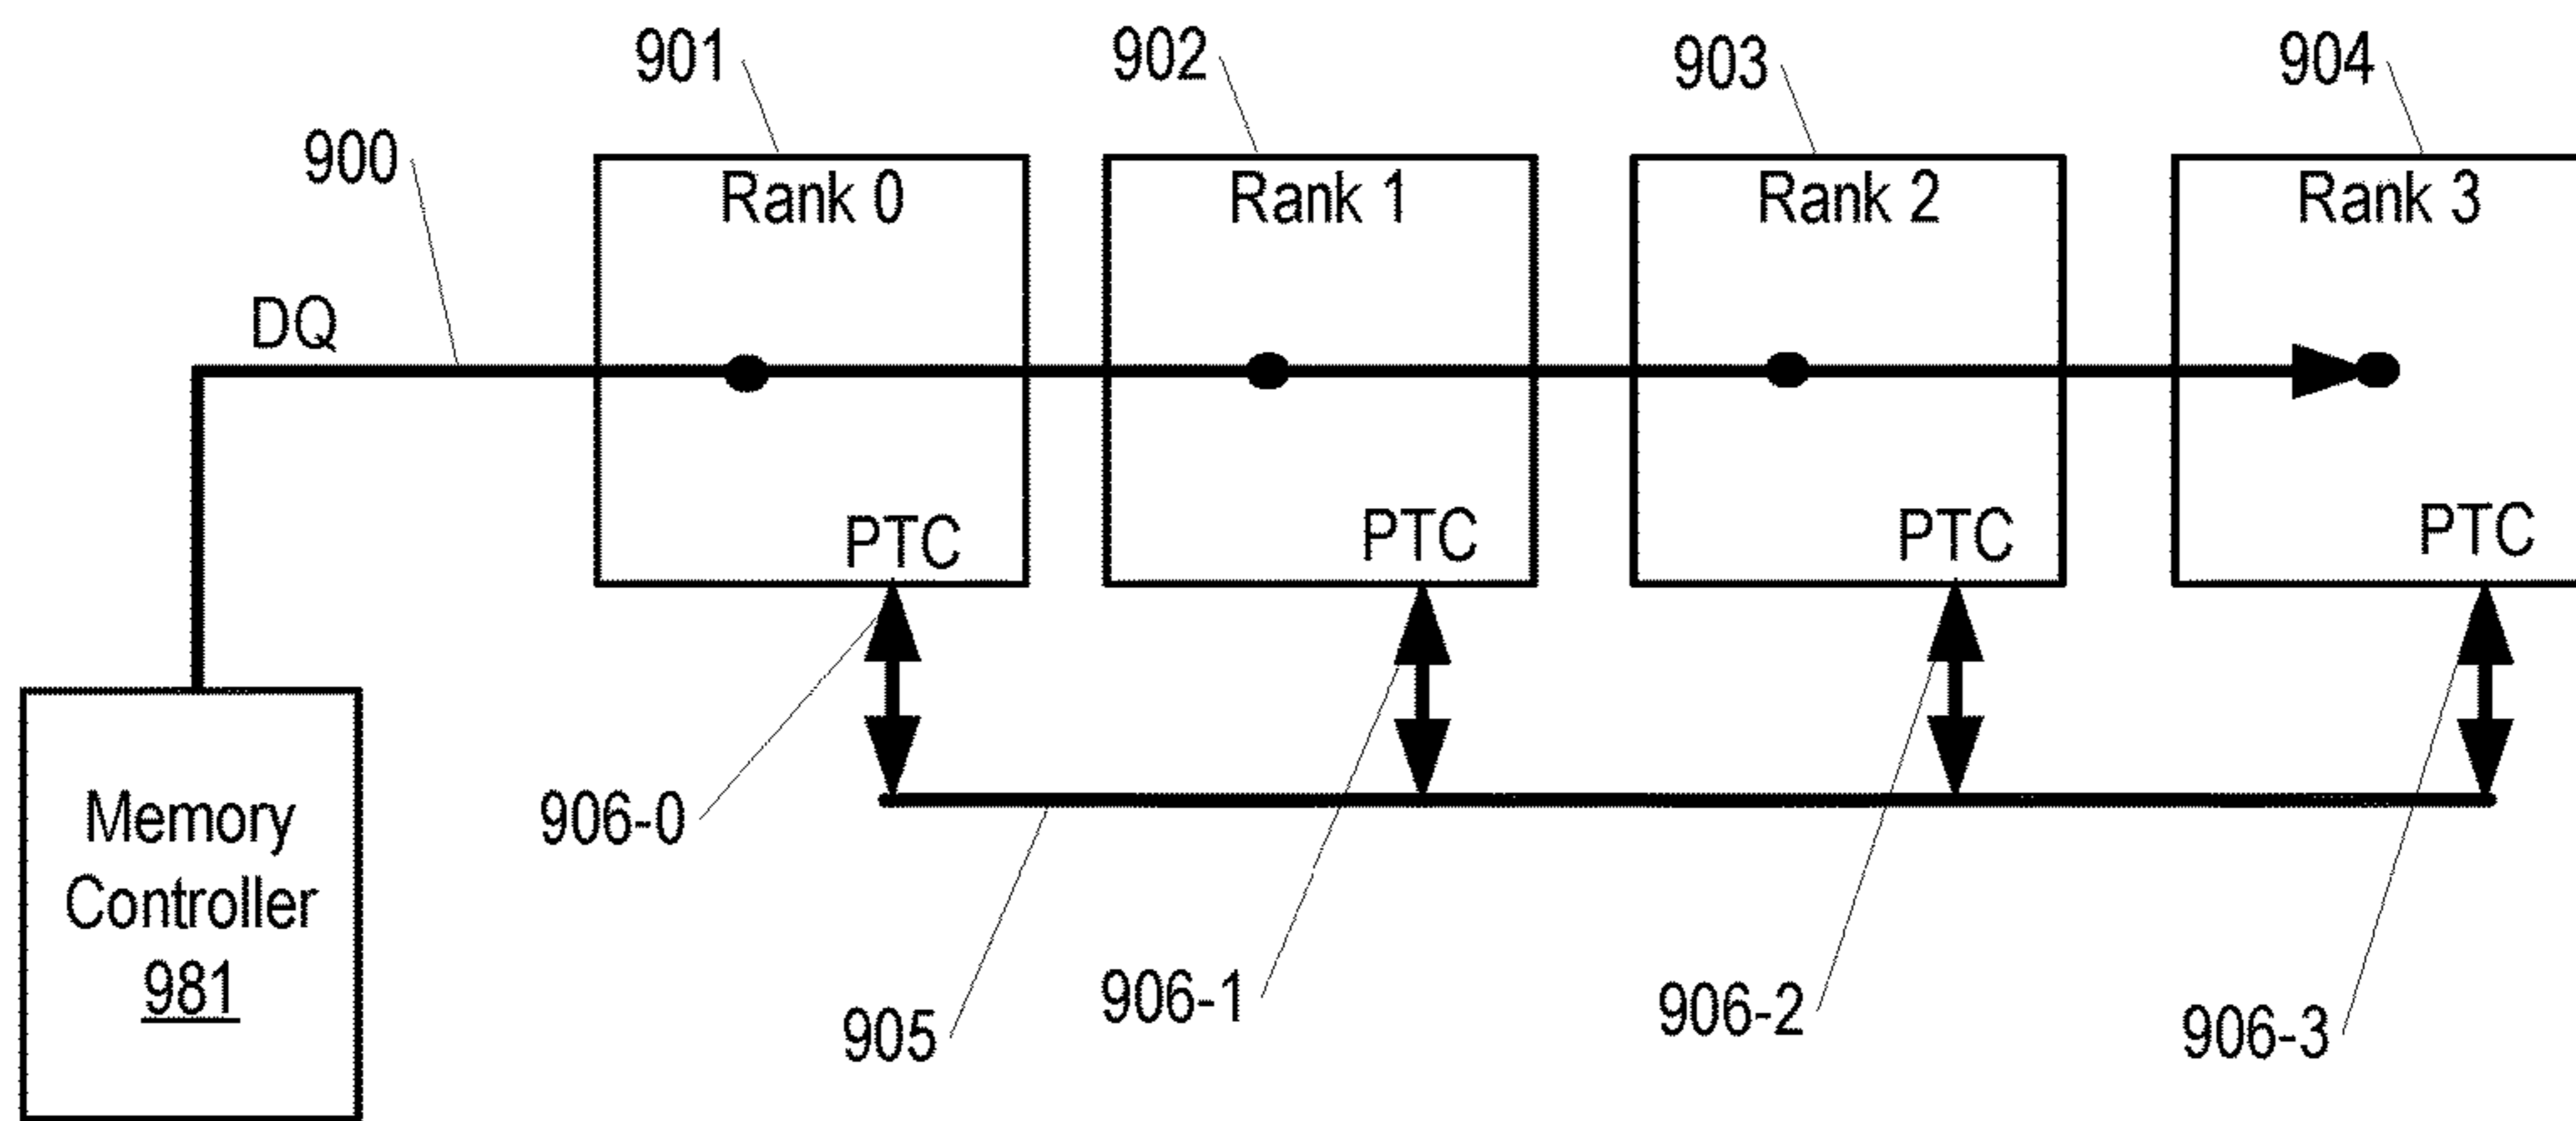 901
902
903
904
900
Rank 0
Rank 1
Rank 2
Rank 3
DQ
PTC
PTC
PTC
PTC
Memory
Controller
981
906-0
905
906-1
906-2
906-3